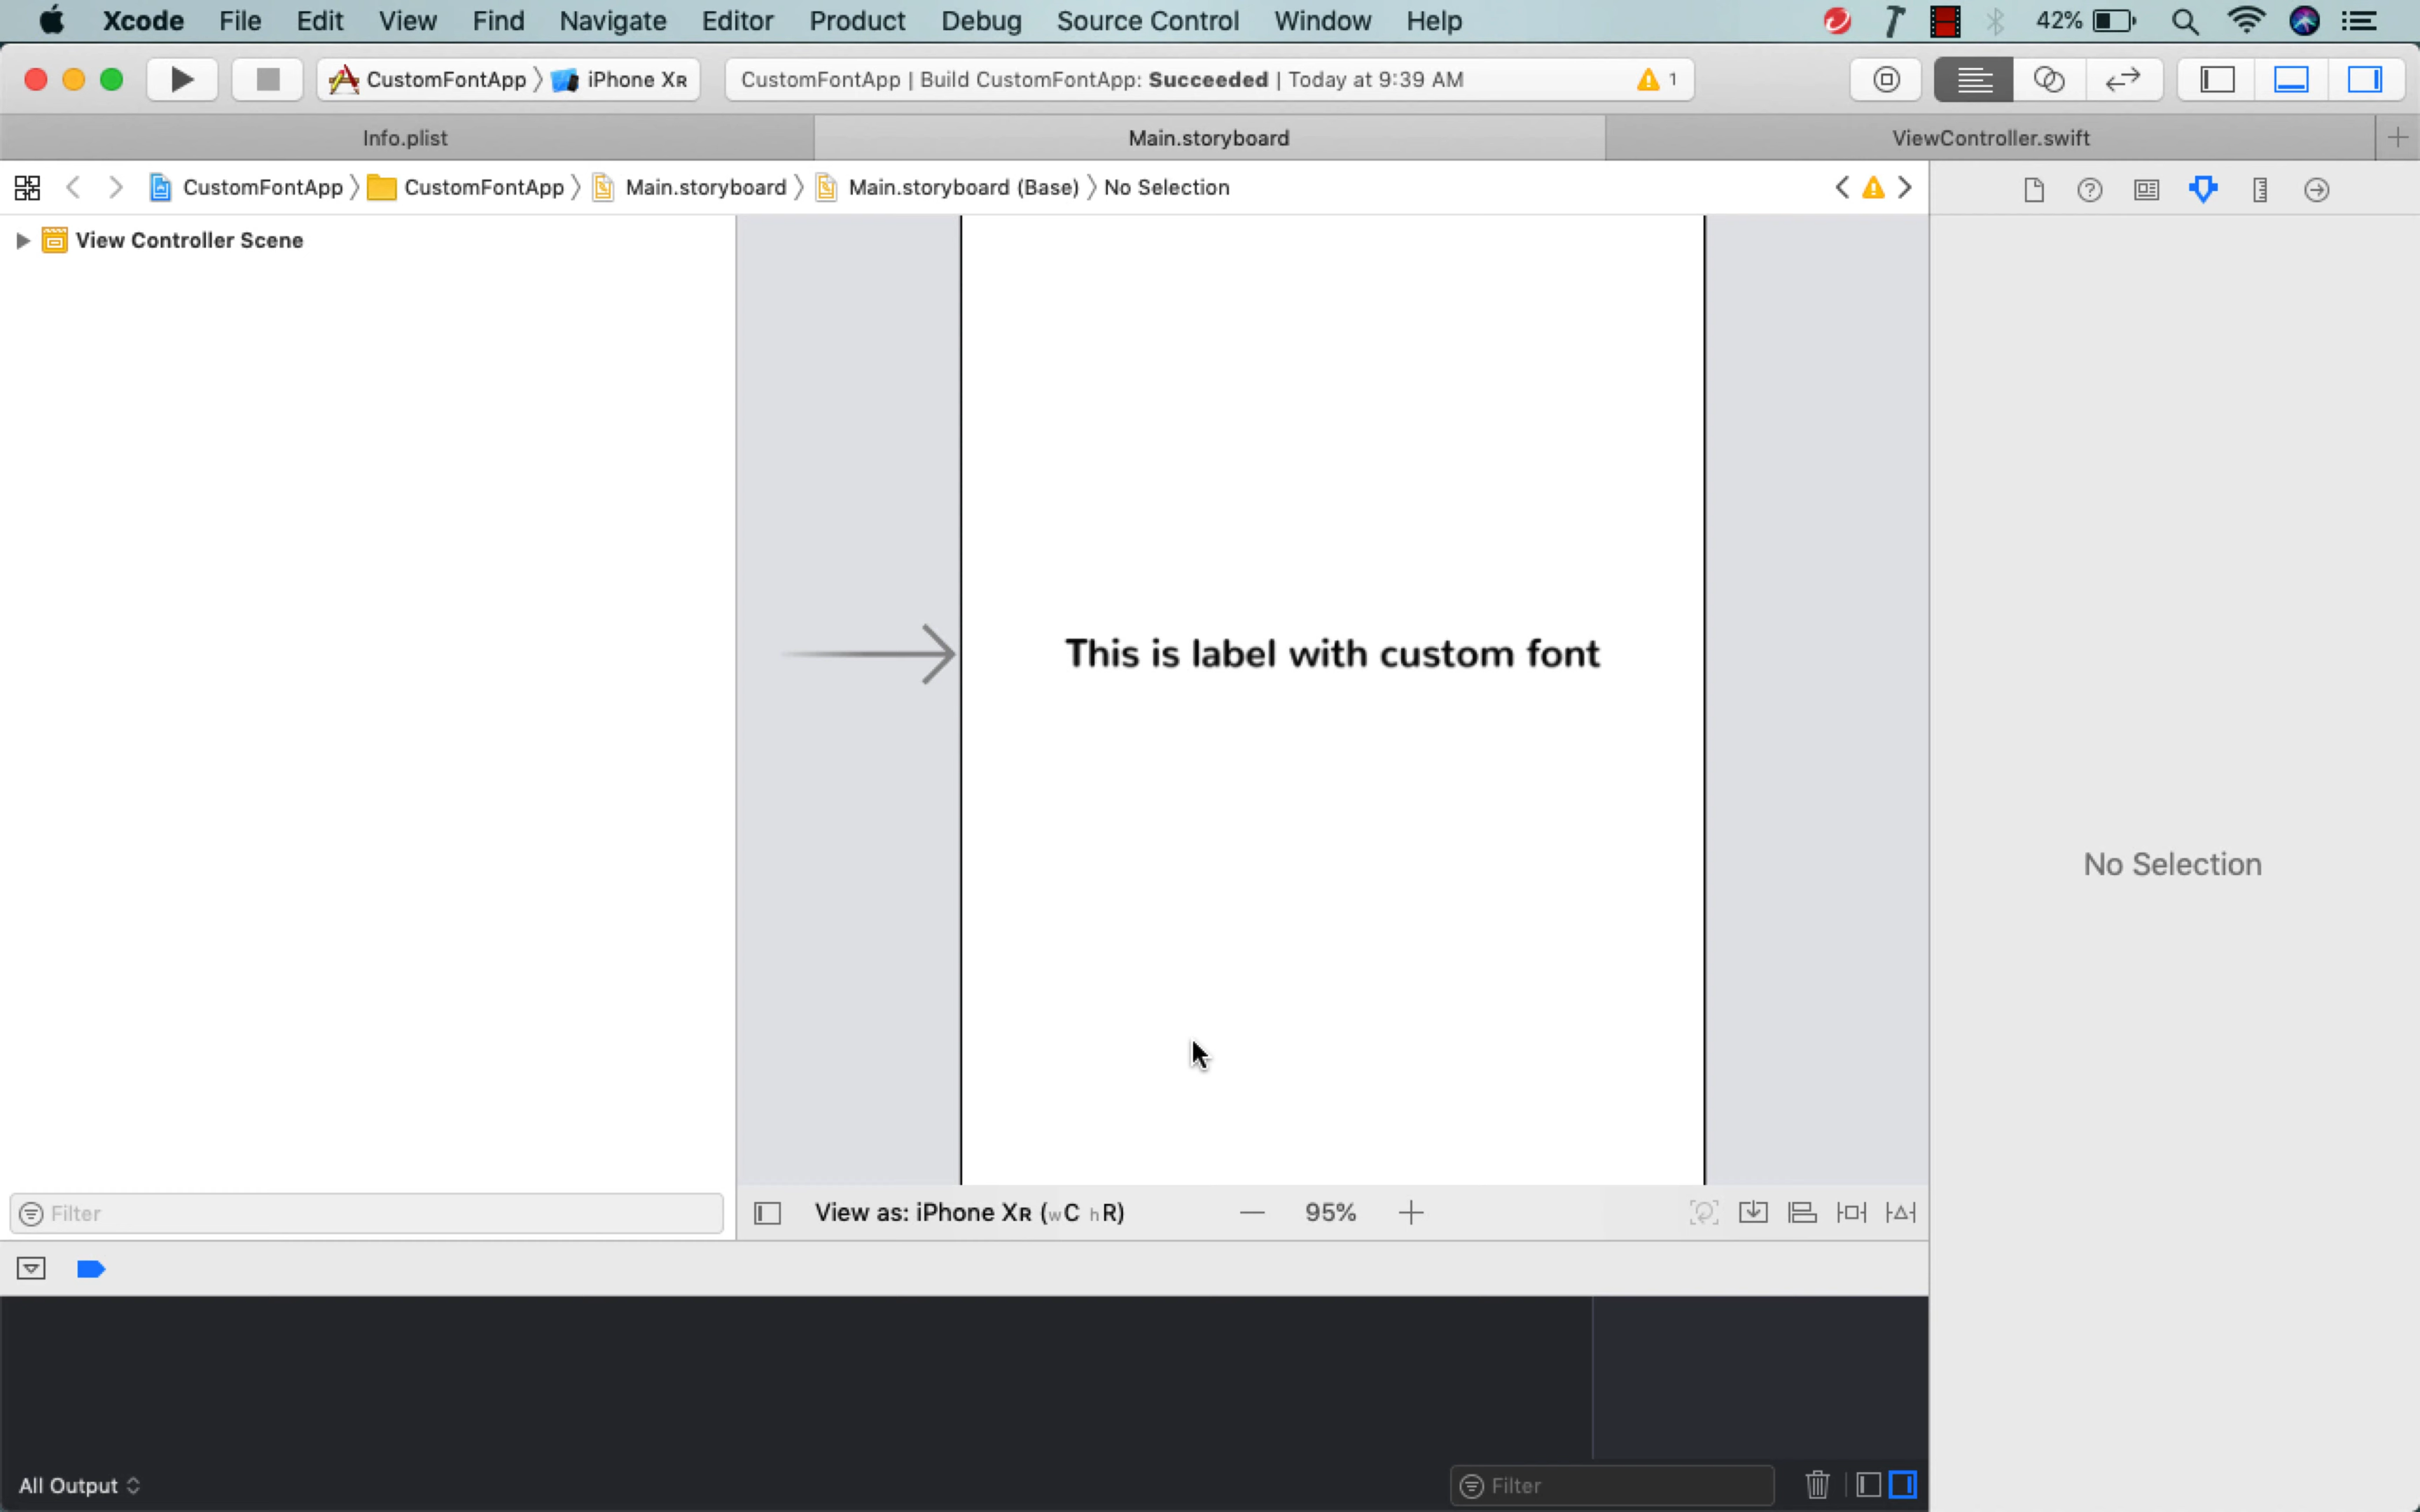 Xcode File Edit View Find Navigate Editor Product Debug Source Control Window Help 42%
CustomFontApp iPhone XR CustomFontApp | Build CustomFontApp: Succeeded | Today at 9:39 AM 1
Info.plist Main.storyboard ViewController.swift
CustomFontApp CustomFontApp Main.storyboard Main.storyboard (Base) No Selection
View Controller Scene
This is label with custom font
No Selection
Filter View as: iPhone XR (wC hR) 95%
All Output Filter